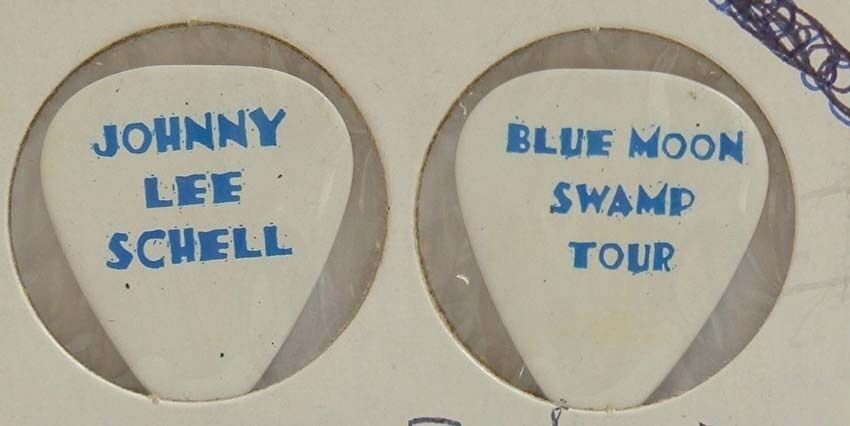 JOHNNY
LEE
SCHELL
BLUE MOON
SWAMP
TOUR